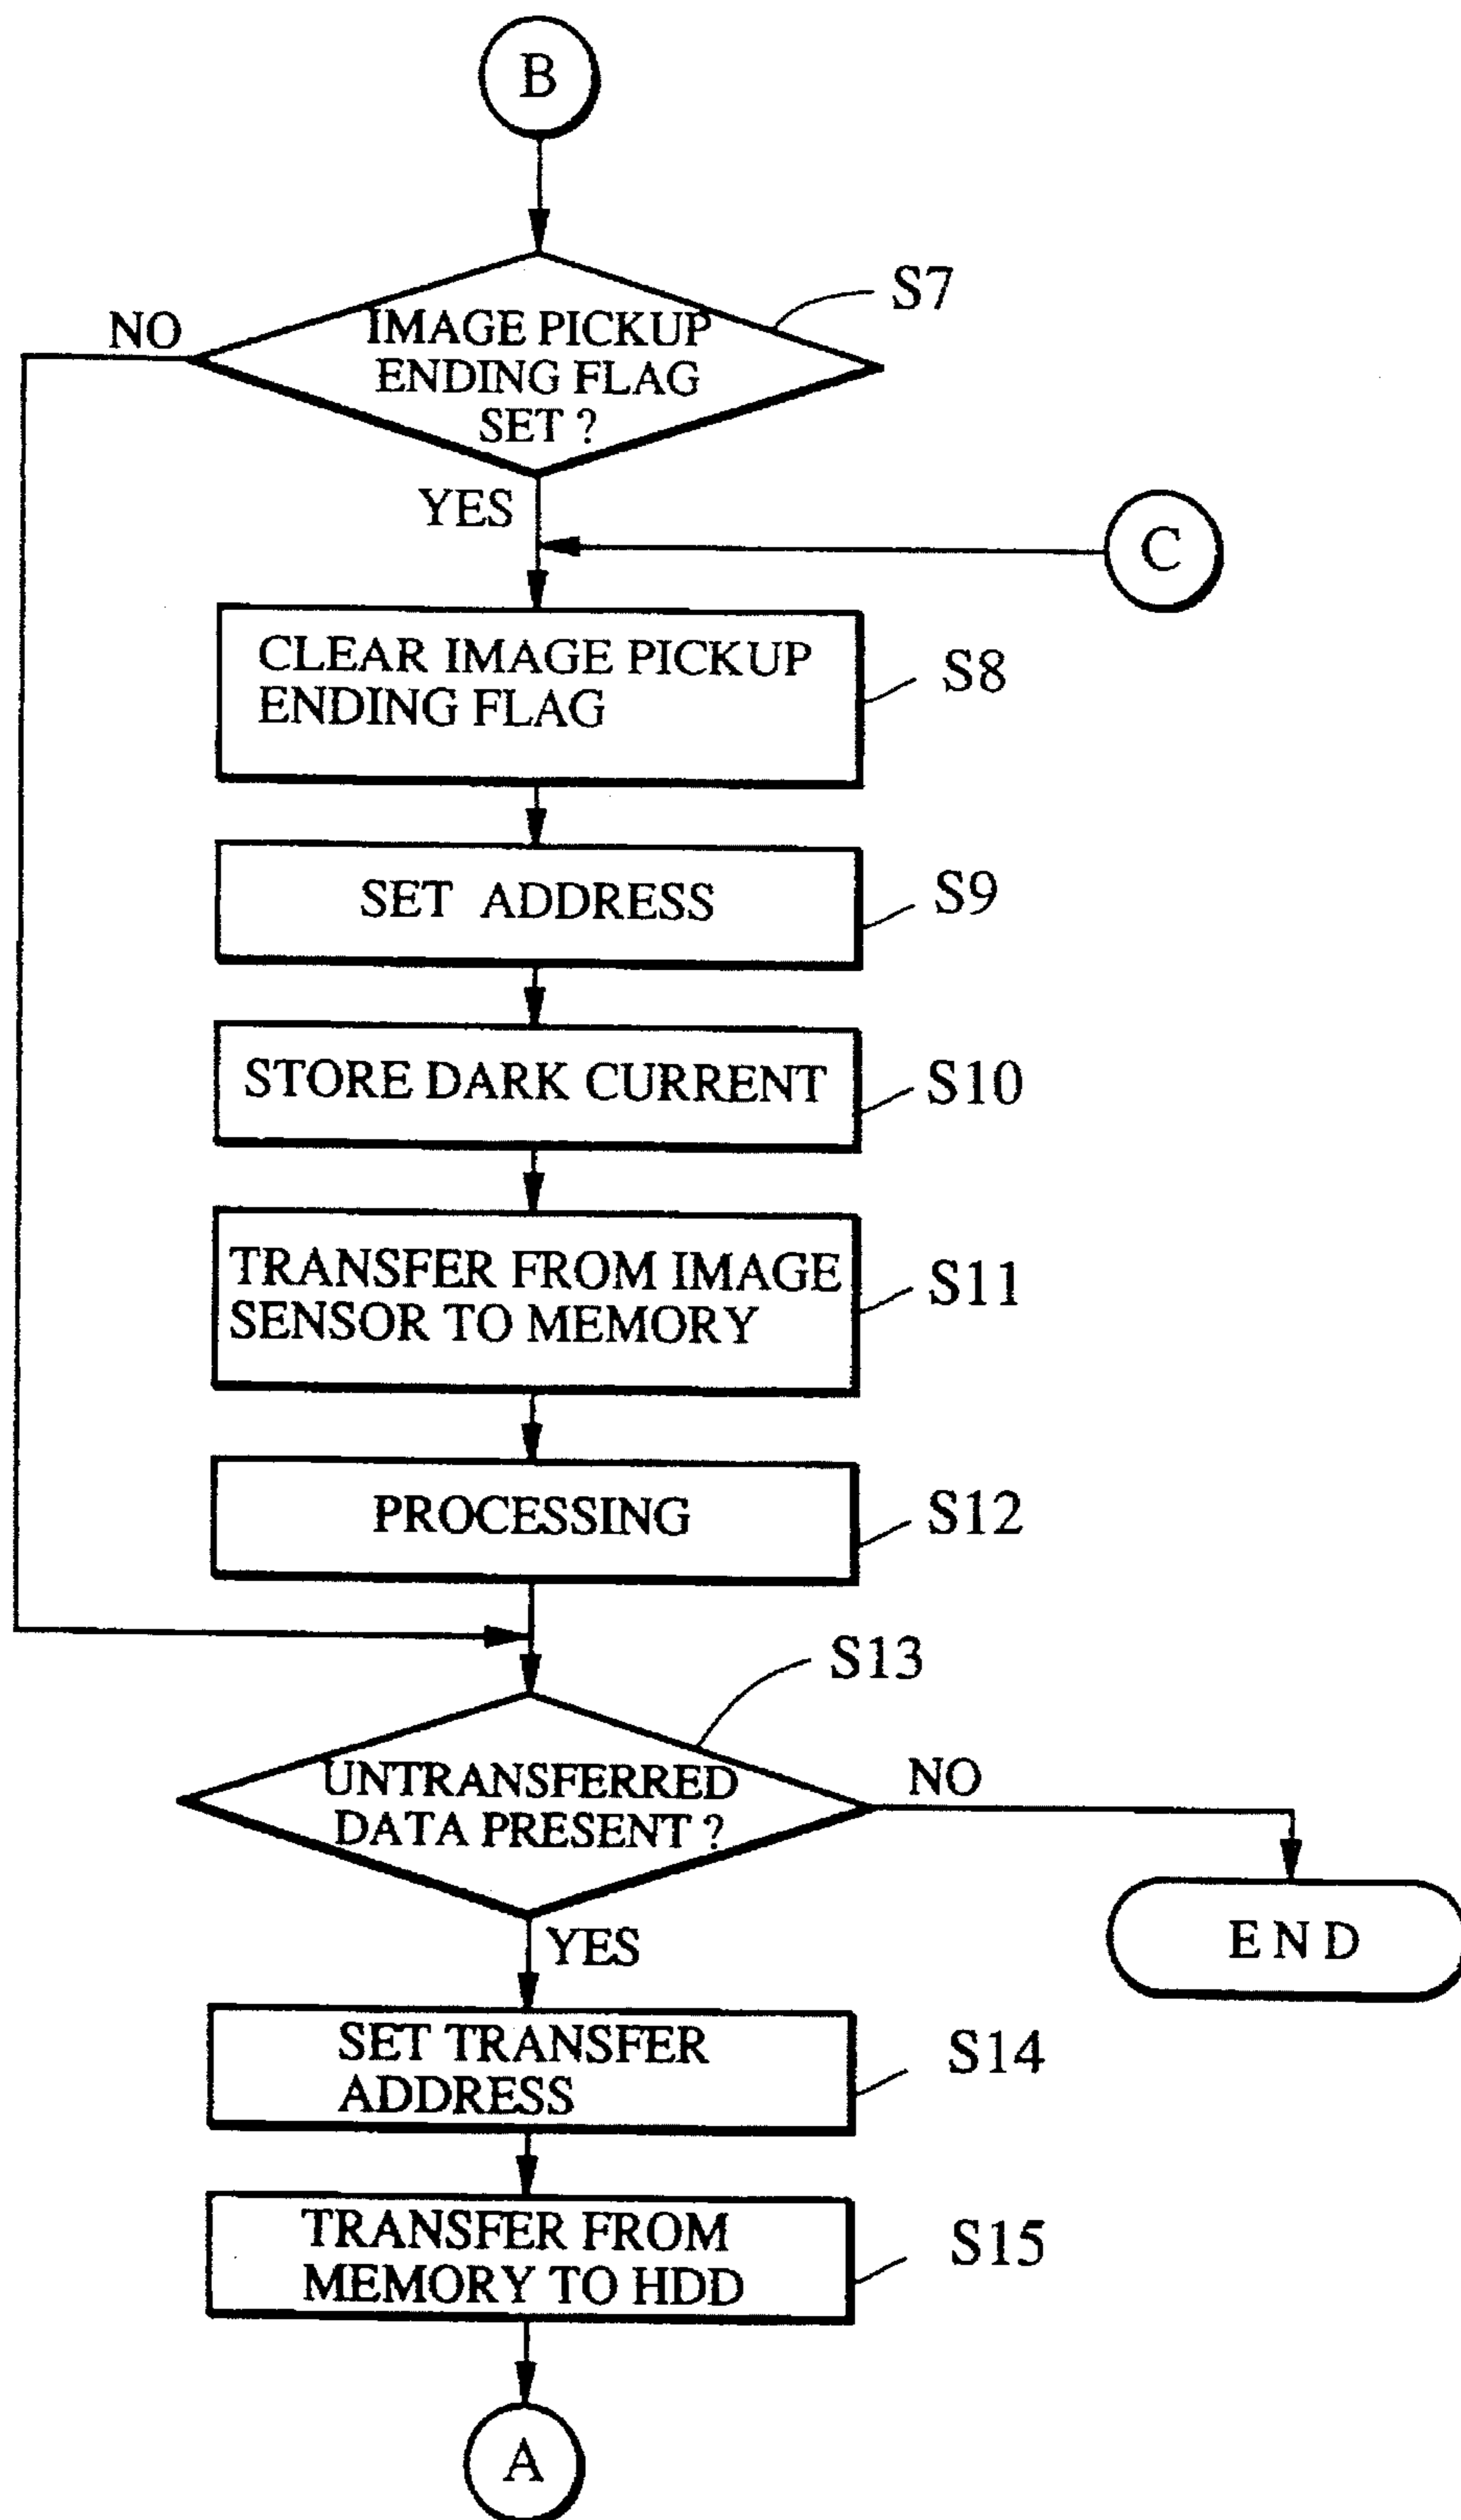 B
S7
NO
IMAGE PICKUP
ENDING FLAG
SET ?
YES
C
CLEAR IMAGE PICKUP
ENDING FLAG
S8
SET ADDRESS
S9
STORE DARK CURRENT
S10
TRANSFER FROM IMAGE
SENSOR TO MEMORY
S11
PROCESSING
S12
S13
UNTRANSFERRED
DATA PRESENT ?
NO
YES
END
SET TRANSFER
ADDRESS
S14
TRANSFER FROM
MEMORY TO HDD
S15
A